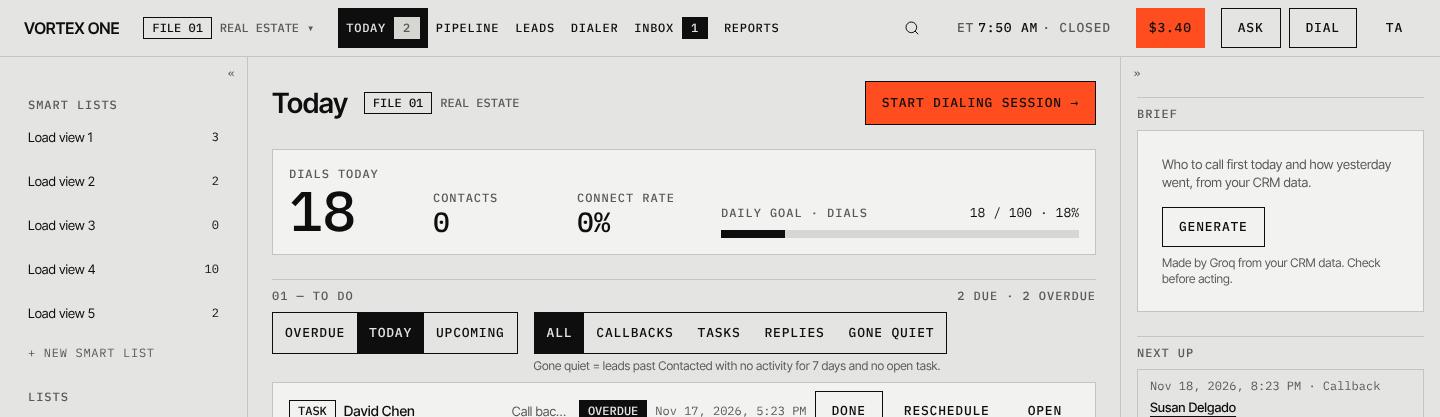 VORTEX ONE FILE 01 REAL ESTATE ▾ TODAY 2 PIPELINE LEADS DIALER INBOX 1 REPORTS ET 7:50 AM · CLOSED $3.40 ASK DIAL TA
«
SMART LISTS
Load view 1 3
Load view 2 2
Load view 3 0
Load view 4 10
Load view 5 2
+ NEW SMART LIST
LISTS
Today FILE 01 REAL ESTATE START DIALING SESSION →
DIALS TODAY
18
CONTACTS
0
CONNECT RATE
0%
DAILY GOAL · DIALS 18 / 100 · 18%
01 — TO DO 2 DUE · 2 OVERDUE
OVERDUE TODAY UPCOMING ALL CALLBACKS TASKS REPLIES GONE QUIET
Gone quiet = leads past Contacted with no activity for 7 days and no open task.
TASK David Chen Call bac... OVERDUE Nov 17, 2026, 5:23 PM DONE RESCHEDULE OPEN
»
BRIEF
Who to call first today and how yesterday
went, from your CRM data.
GENERATE
Made by Groq from your CRM data. Check
before acting.
NEXT UP
Nov 18, 2026, 8:23 PM · Callback
Susan Delgado